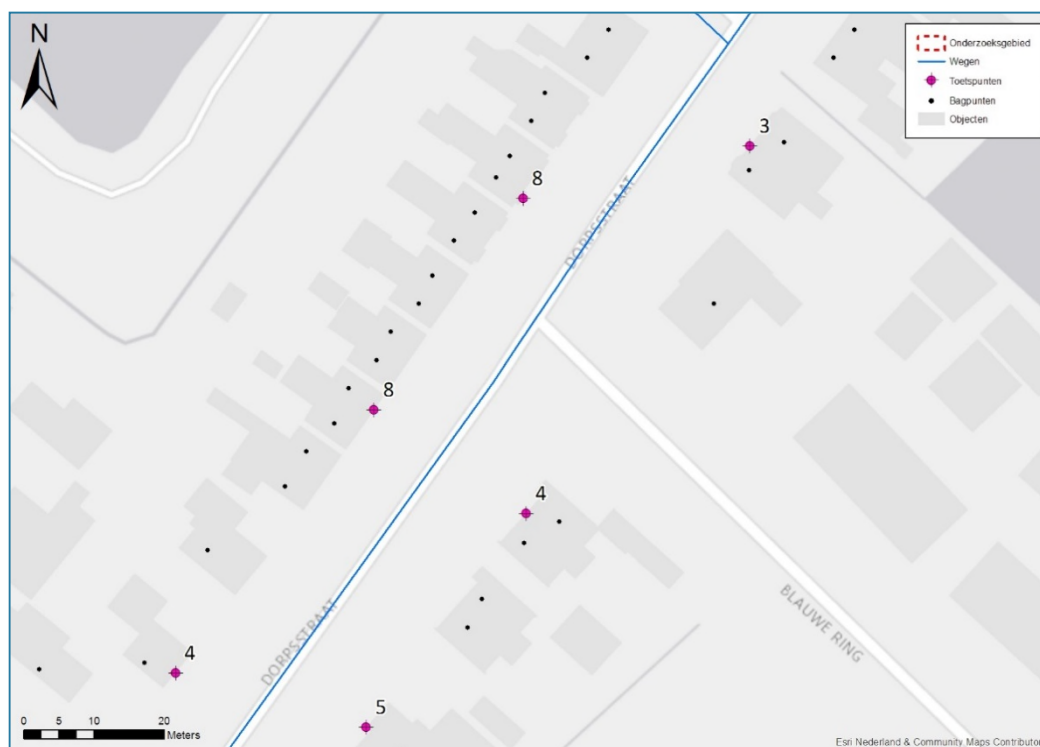 N
Onderzoeksgebied
Wegen
Toetspunten
Bagpunten
Objecten
3
8
DORPSSTRAAT
8
4
BLAUWE RING
DORPSSTRAAT
4
5
0 5 10 20
Meters
Esri Nederland & Community Maps Contributor